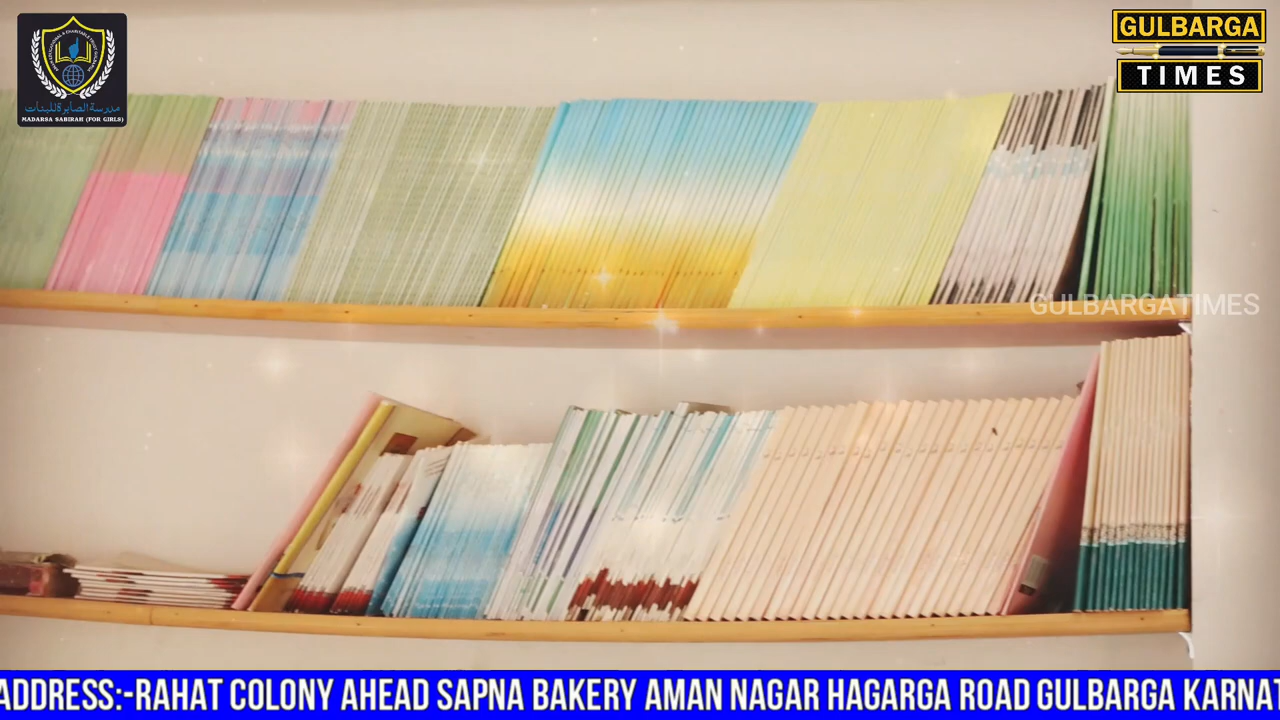 مدرسة الصابرة للبنات
MADARSA SABIRAH (FOR GIRLS)
GULBARGA
TIMES
GULBARGATIMES
ADDRESS:-RAHAT COLONY AHEAD SAPNA BAKERY AMAN NAGAR HAGARGA ROAD GULBARGA KARNAT